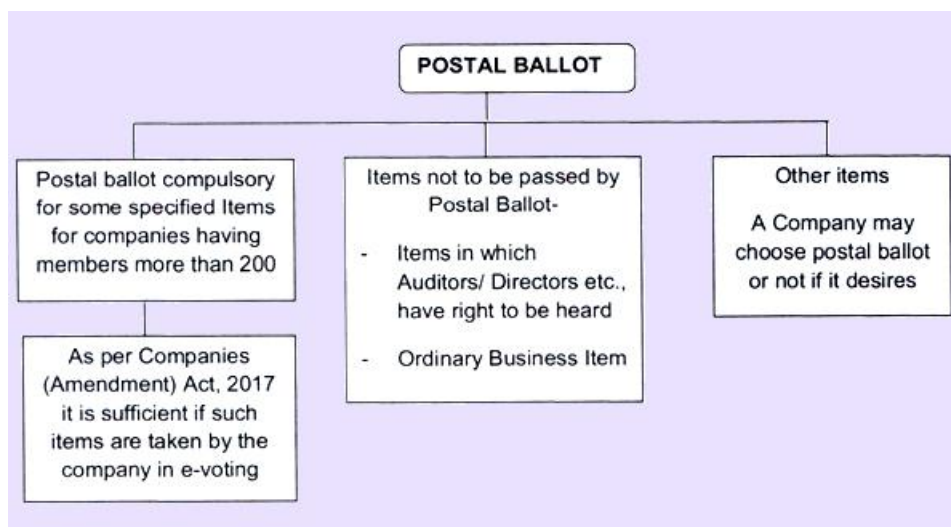 POSTAL BALLOT
Postal ballot compulsory
for some specified Items
for companies having
members more than 200
As per Companies
(Amendment) Act, 2017
it is sufficient if such
items are taken by the
company in e-voting
Items not to be passed by
Postal Ballot-
- Items in which
Auditors/ Directors etc.,
have right to be heard
- Ordinary Business Item
Other items
A Company may
choose postal ballot
or not if it desires